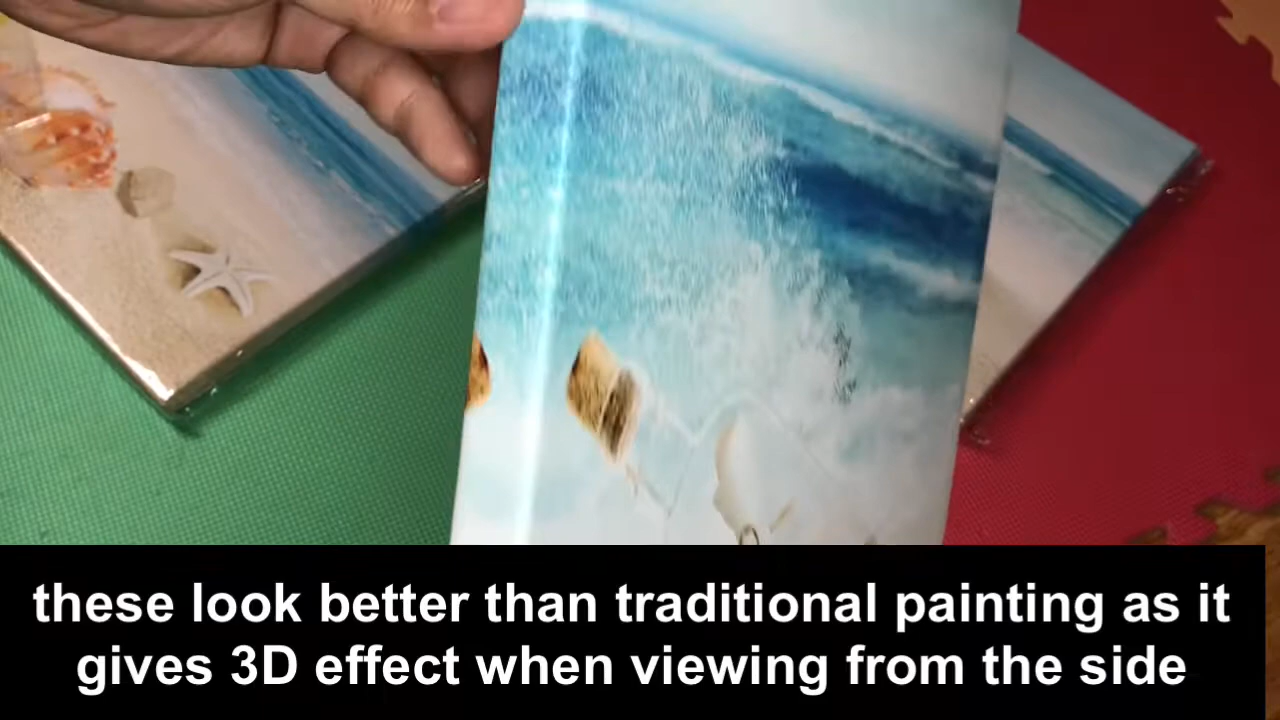 these look better than traditional painting as it
gives 3D effect when viewing from the side